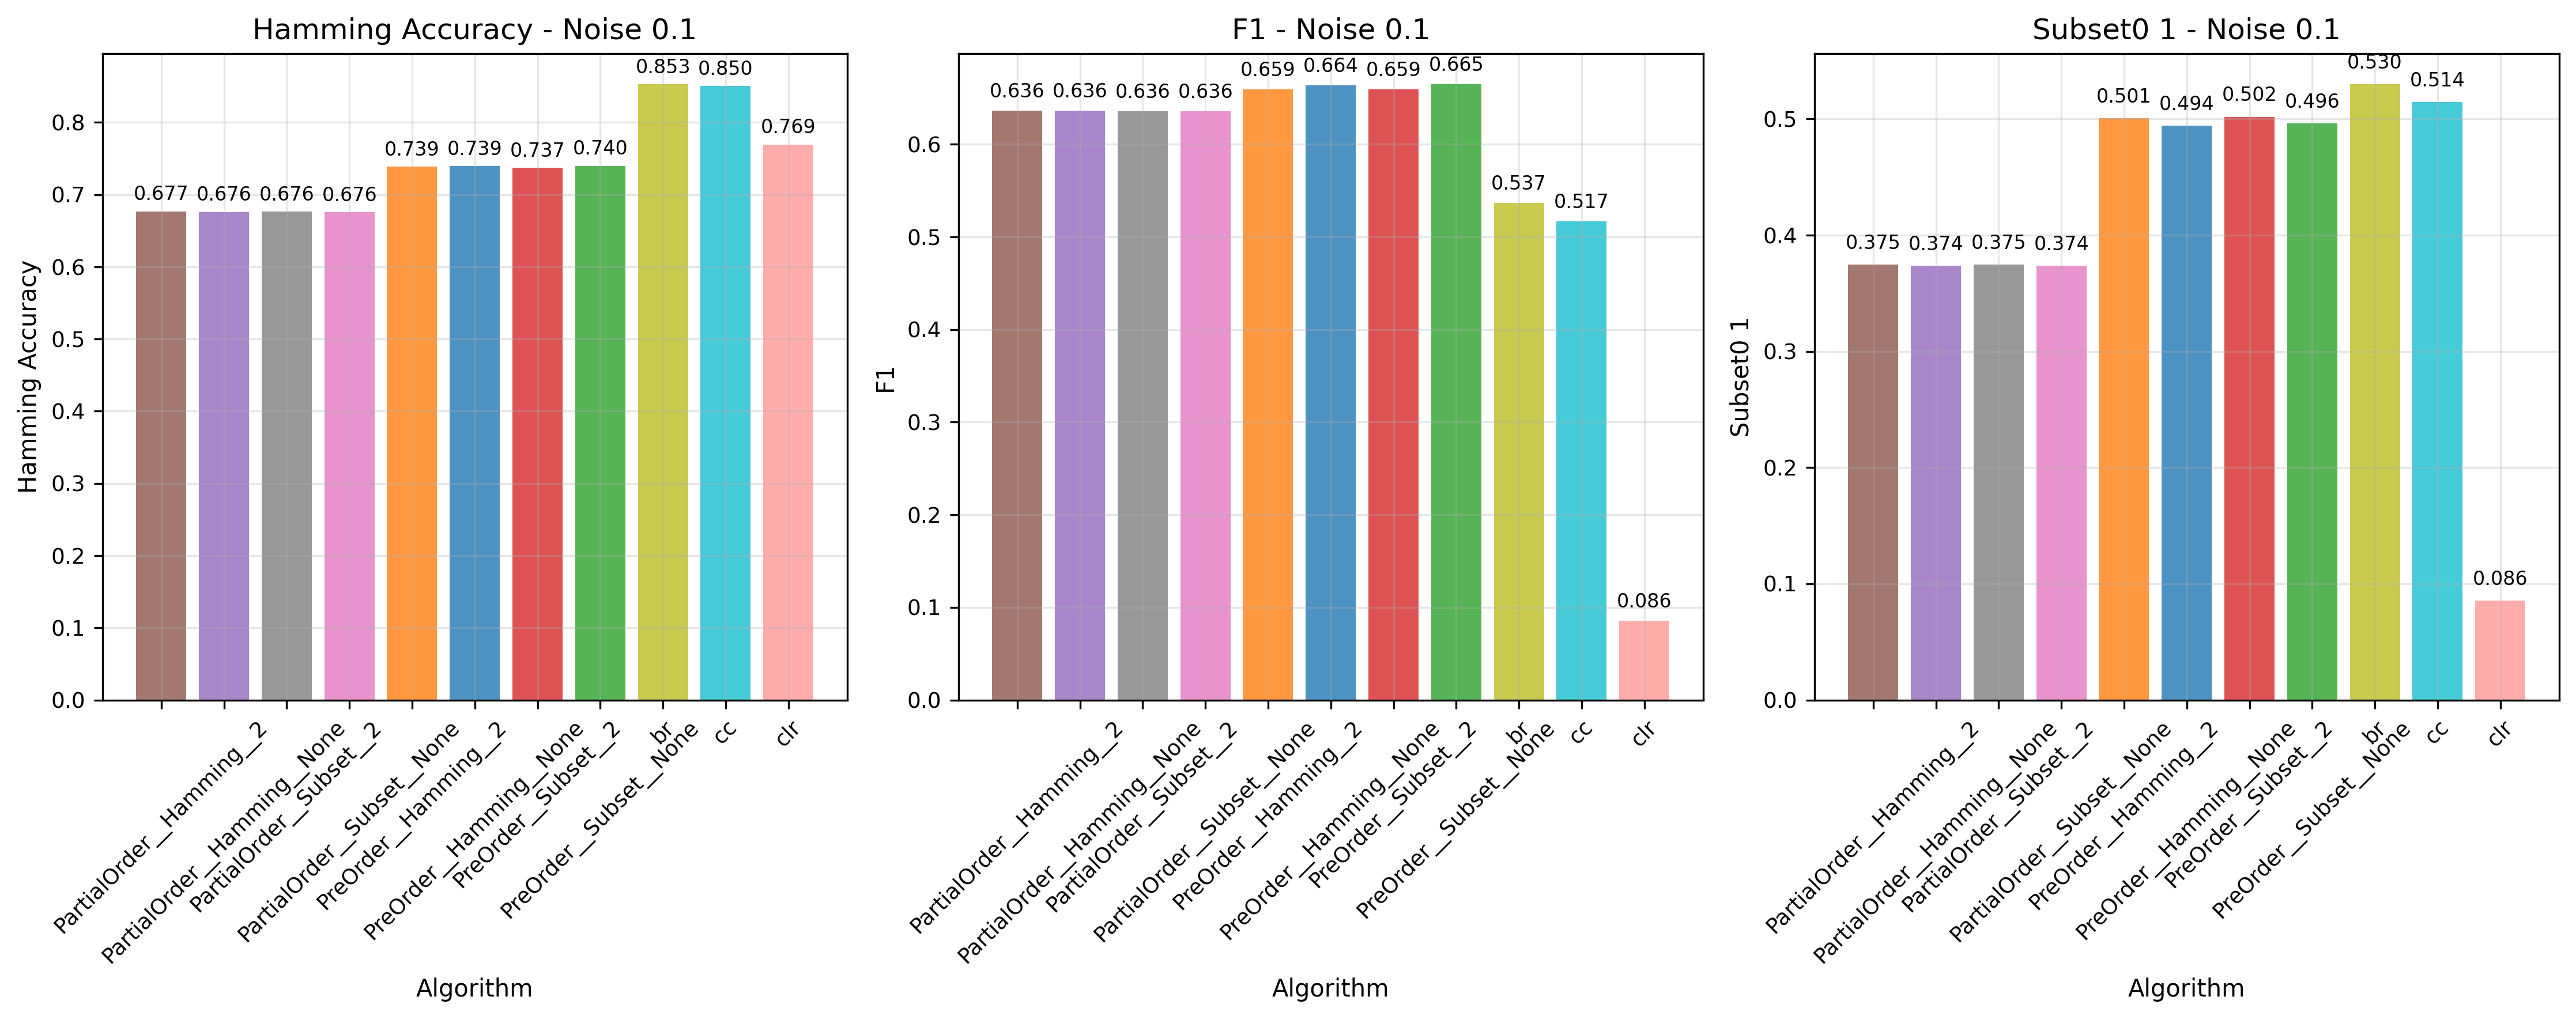 Hamming Accuracy - Noise 0.1
Hamming Accuracy
0.8
0.7
0.6
0.5
0.4
0.3
0.2
0.1
0.0
0.677
0.676
0.676
0.676
0.739
0.739
0.737
0.740
0.853
0.850
0.769
PartialOrder__Hamming__2
PartialOrder__Hamming__None
PartialOrder__Subset__2
PartialOrder__Subset__None
PreOrder__Hamming__2
PreOrder__Hamming__None
PreOrder__Subset__2
PreOrder__Subset__None
br
cc
clr
Algorithm
F1 - Noise 0.1
F1
0.6
0.5
0.4
0.3
0.2
0.1
0.0
0.636
0.636
0.636
0.636
0.659
0.664
0.659
0.665
0.537
0.517
0.086
PartialOrder__Hamming__2
PartialOrder__Hamming__None
PartialOrder__Subset__2
PartialOrder__Subset__None
PreOrder__Hamming__2
PreOrder__Hamming__None
PreOrder__Subset__2
PreOrder__Subset__None
br
cc
clr
Algorithm
Subset0 1 - Noise 0.1
Subset0 1
0.5
0.4
0.3
0.2
0.1
0.0
0.375
0.374
0.375
0.374
0.501
0.494
0.502
0.496
0.530
0.514
0.086
PartialOrder__Hamming__2
PartialOrder__Hamming__None
PartialOrder__Subset__2
PartialOrder__Subset__None
PreOrder__Hamming__2
PreOrder__Hamming__None
PreOrder__Subset__2
PreOrder__Subset__None
br
cc
clr
Algorithm